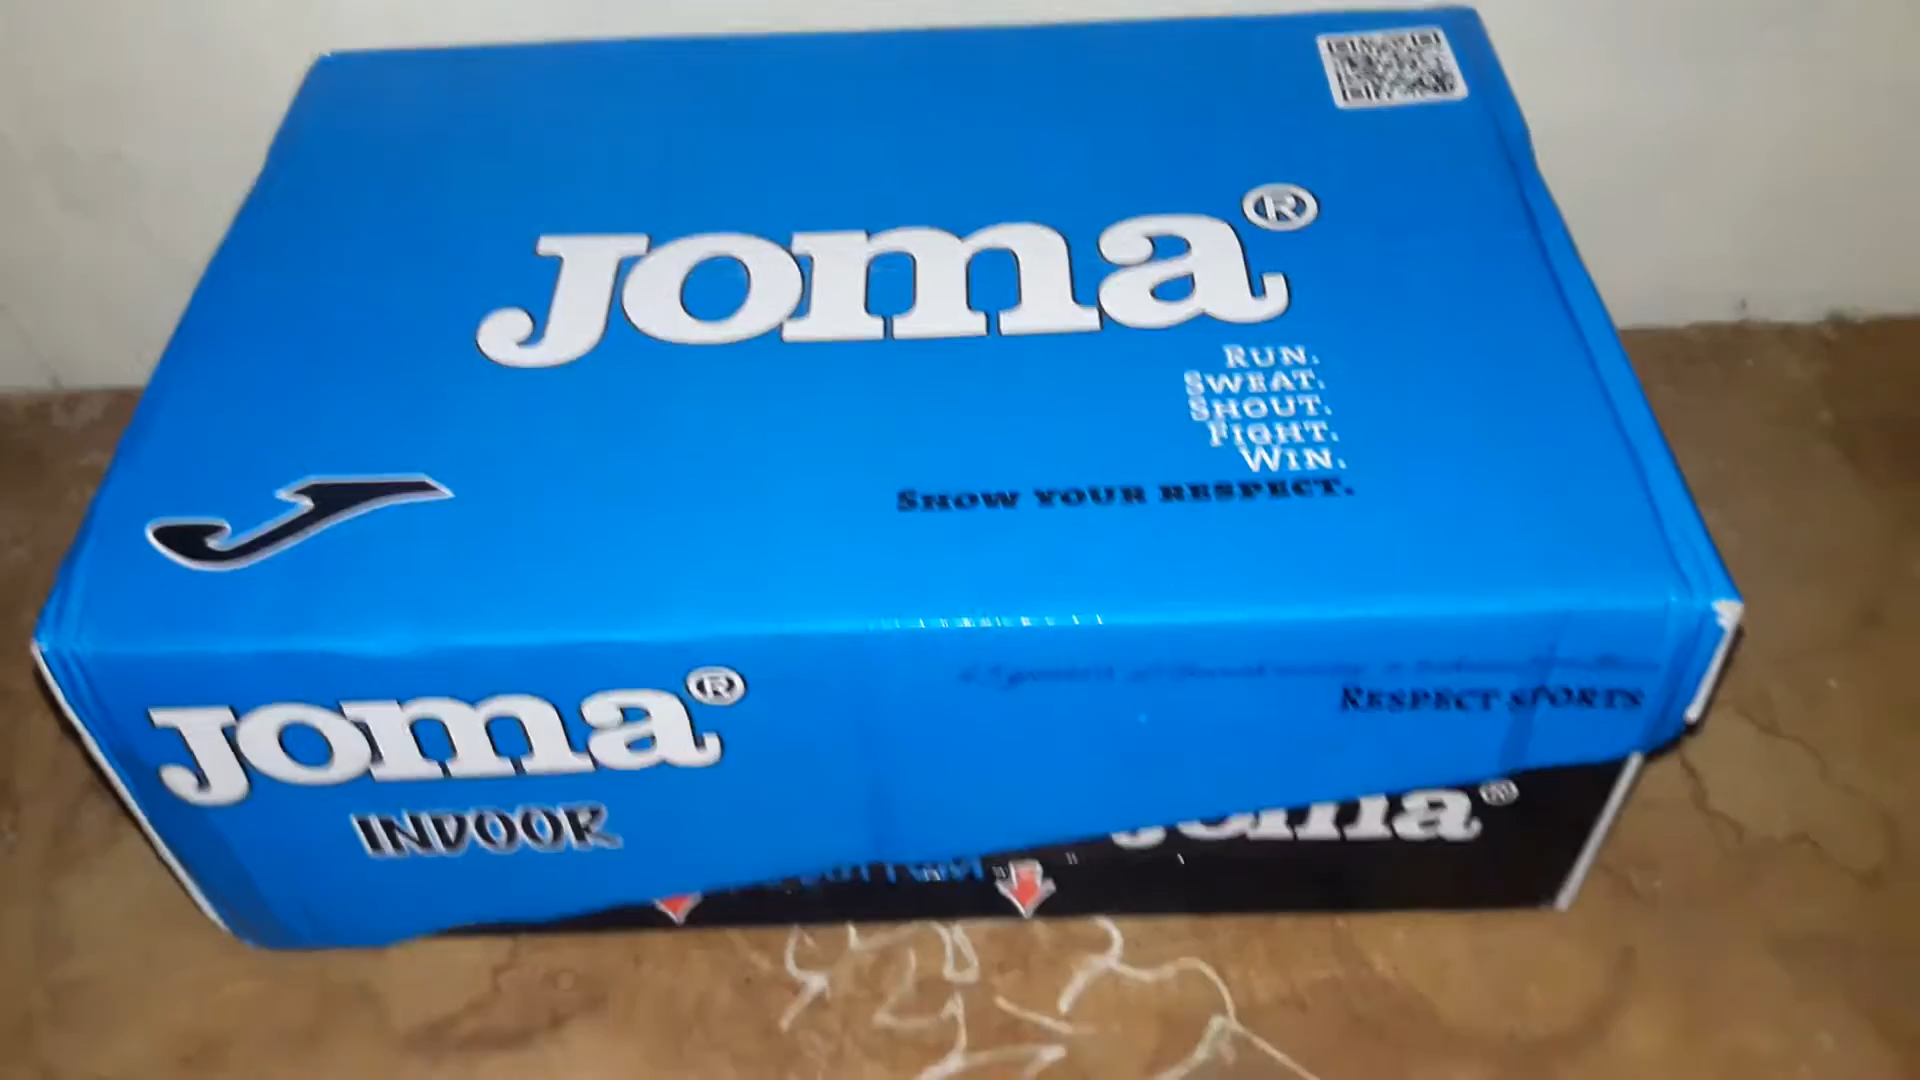 Joma®
RUN.
SWEAT.
SHOUT.
FIGHT.
WIN.
SHOW YOUR RESPECT.
Joma®
RESPECT SPORTS
INDOOR
Joma®